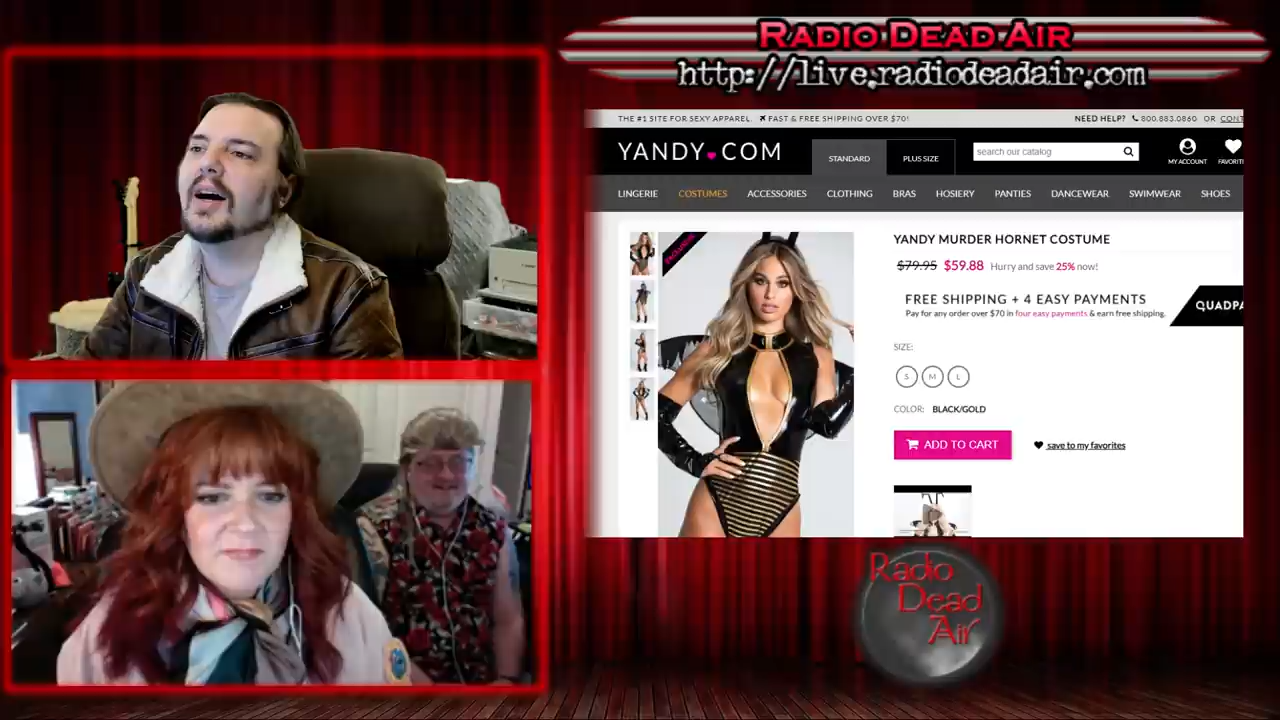 RADIO DEAD AIR
http://live.radiodeadair.com
THE #1 SITE FOR SEXY APPAREL. FAST & FREE SHIPPING OVER $70!
NEED HELP? 800.883.0860 OR CONT
YANDY.COM
STANDARD
PLUS SIZE
search our catalog
MY ACCOUNT
FAVORITE
LINGERIE COSTUMES ACCESSORIES CLOTHING BRAS HOSIERY PANTIES DANCEWEAR SWIMWEAR SHOES
EXCLUSIVE
YANDY MURDER HORNET COSTUME
$79.95 $59.88 Hurry and save 25% now!
FREE SHIPPING + 4 EASY PAYMENTS
Pay for any order over $70 in four easy payments & earn free shipping.
QUADPA
SIZE:
S M L
COLOR: BLACK/GOLD
ADD TO CART
save to my favorites
Radio
Dead
Air